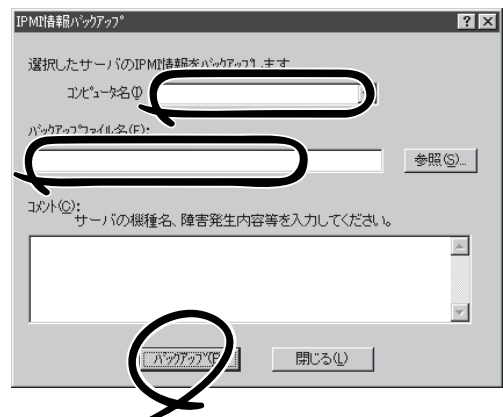 IPMI情報バックアップ
選択したサーバのIPMI情報をバックアップします
コンピュータ名(I)
バックアップファイル名(F):
参照(S)...
コメント(C):
サーバの機種名、障害発生内容等を入力してください。
バックアップ(P)
閉じる(L)